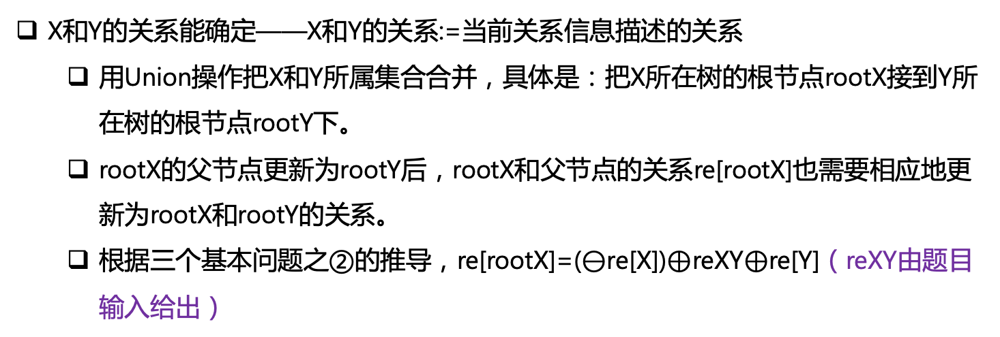 ❑ X和Y的关系能确定——X和Y的关系:=当前关系信息描述的关系
❑ 用Union操作把X和Y所属集合合并，具体是：把X所在树的根节点rootX接到Y所
在树的根节点rootY下。
❑ rootX的父节点更新为rootY后，rootX和父节点的关系re[rootX]也需要相应地更
新为rootX和rootY的关系。
❑ 根据三个基本问题之②的推导，re[rootX]=(⊖re[X])⊕reXY⊕re[Y]（reXY由题目
输入给出）